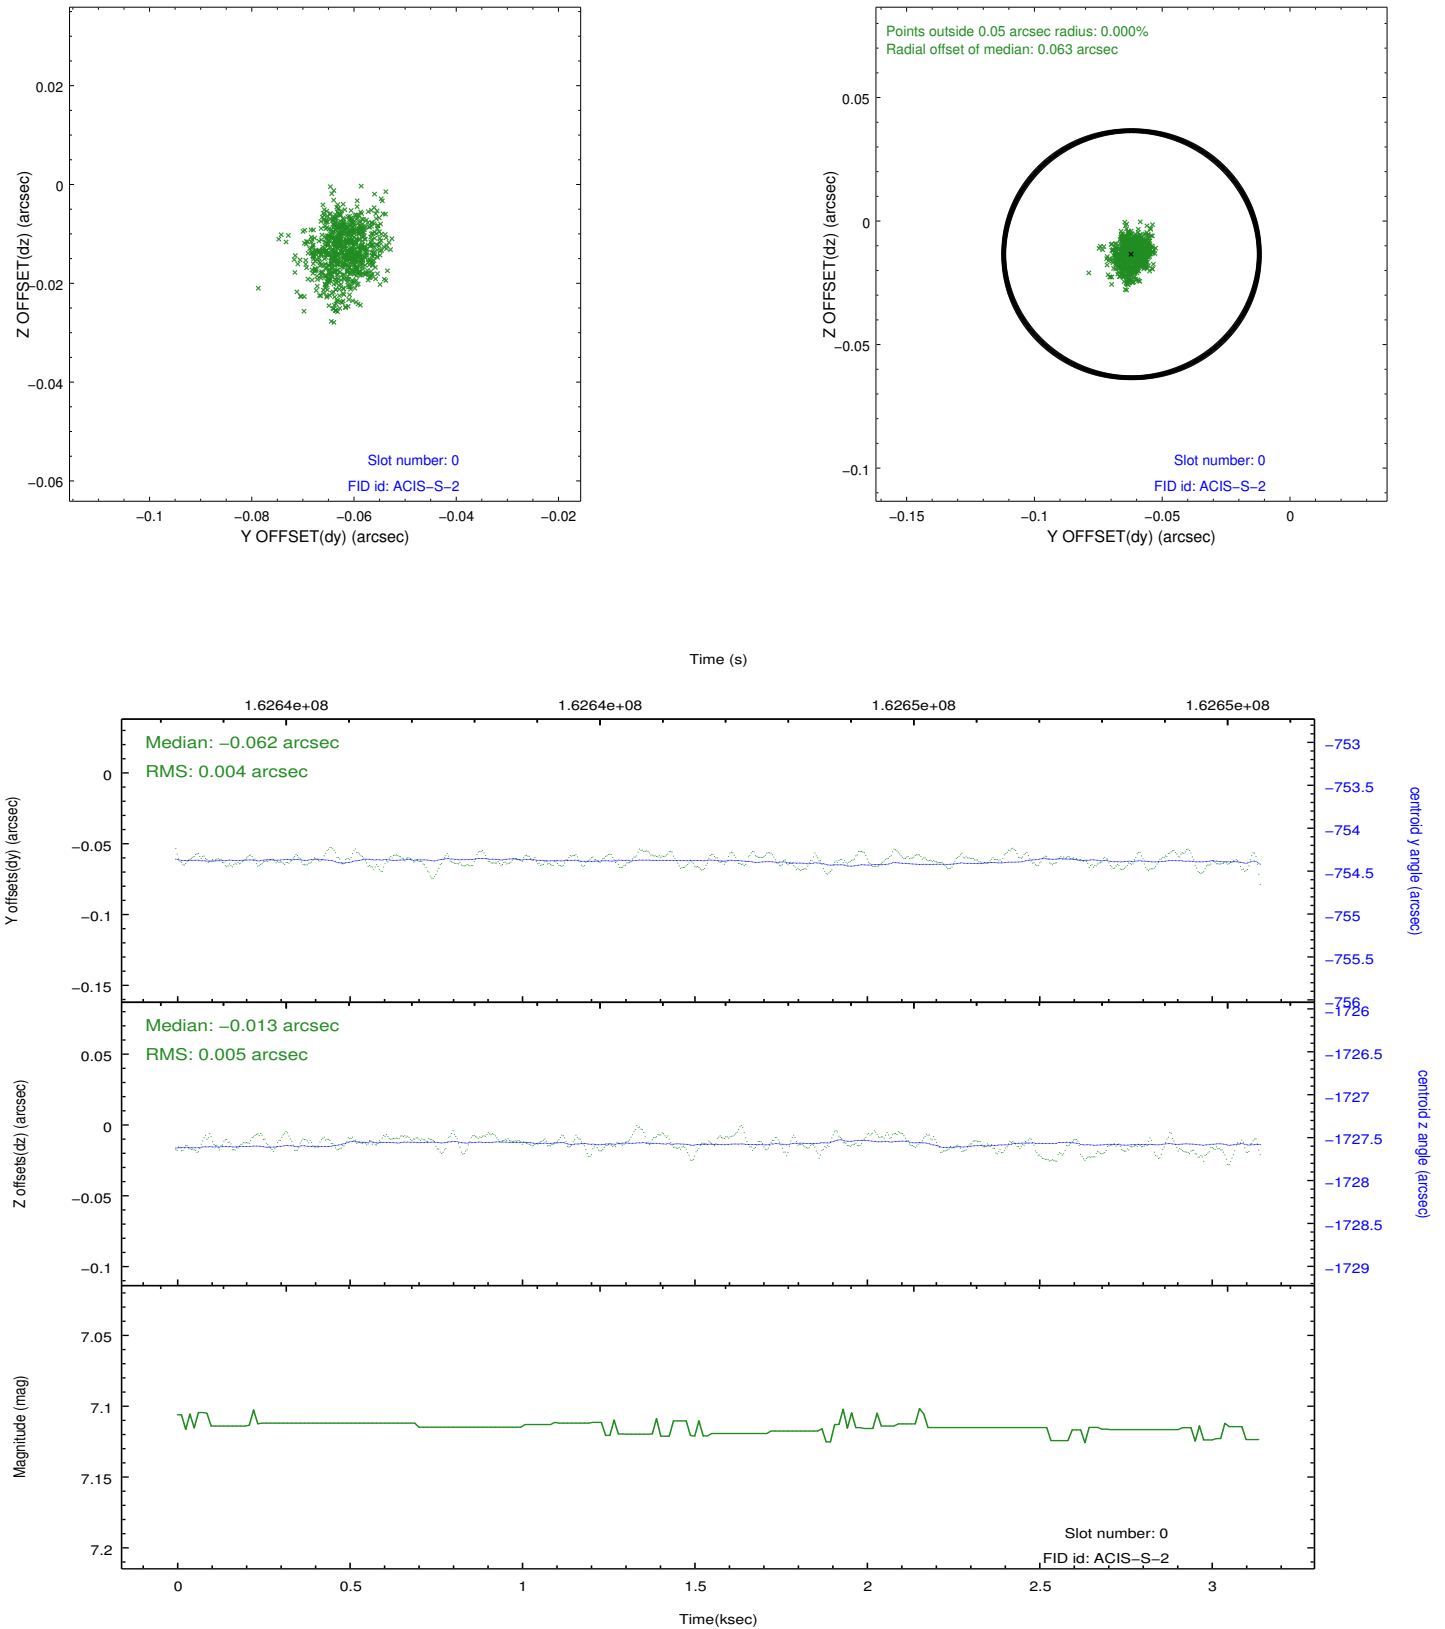 0.02
0
−0.02
−0.04
−0.06
Z OFFSET(dz) (arcsec)
Slot number: 0
FID id: ACIS−S−2
−0.1
−0.08
−0.06
−0.04
−0.02
Y OFFSET(dy) (arcsec)
Points outside 0.05 arcsec radius: 0.000%
Radial offset of median: 0.063 arcsec
0.05
0
−0.05
−0.1
Z OFFSET(dz) (arcsec)
Slot number: 0
FID id: ACIS−S−2
−0.15
−0.1
−0.05
0
Y OFFSET(dy) (arcsec)
Time (s)
1.6264e+08
1.6264e+08
1.6265e+08
1.6265e+08
Median: −0.062 arcsec
RMS: 0.004 arcsec
0
−0.05
−0.1
−0.15
Y offsets(dy) (arcsec)
−753
−753.5
−754
−754.5
−755
−755.5
−756
centroid y angle (arcsec)
Median: −0.013 arcsec
RMS: 0.005 arcsec
0.05
0
−0.05
−0.1
Z offsets(dz) (arcsec)
−1726
−1726.5
−1727
−1727.5
−1728
−1728.5
−1729
centroid z angle (arcsec)
7.05
7.1
7.15
7.2
Magnitude (mag)
Slot number: 0
FID id: ACIS−S−2
0
0.5
1
1.5
2
2.5
3
Time(ksec)